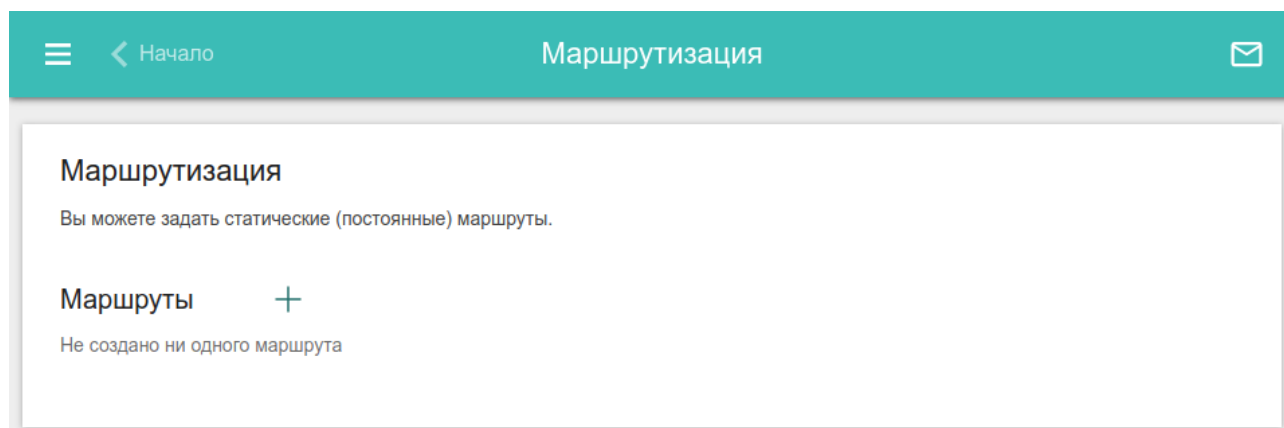 Начало
Маршрутизация
Маршрутизация
Вы можете задать статические (постоянные) маршруты.
Маршруты
Не создано ни одного маршрута